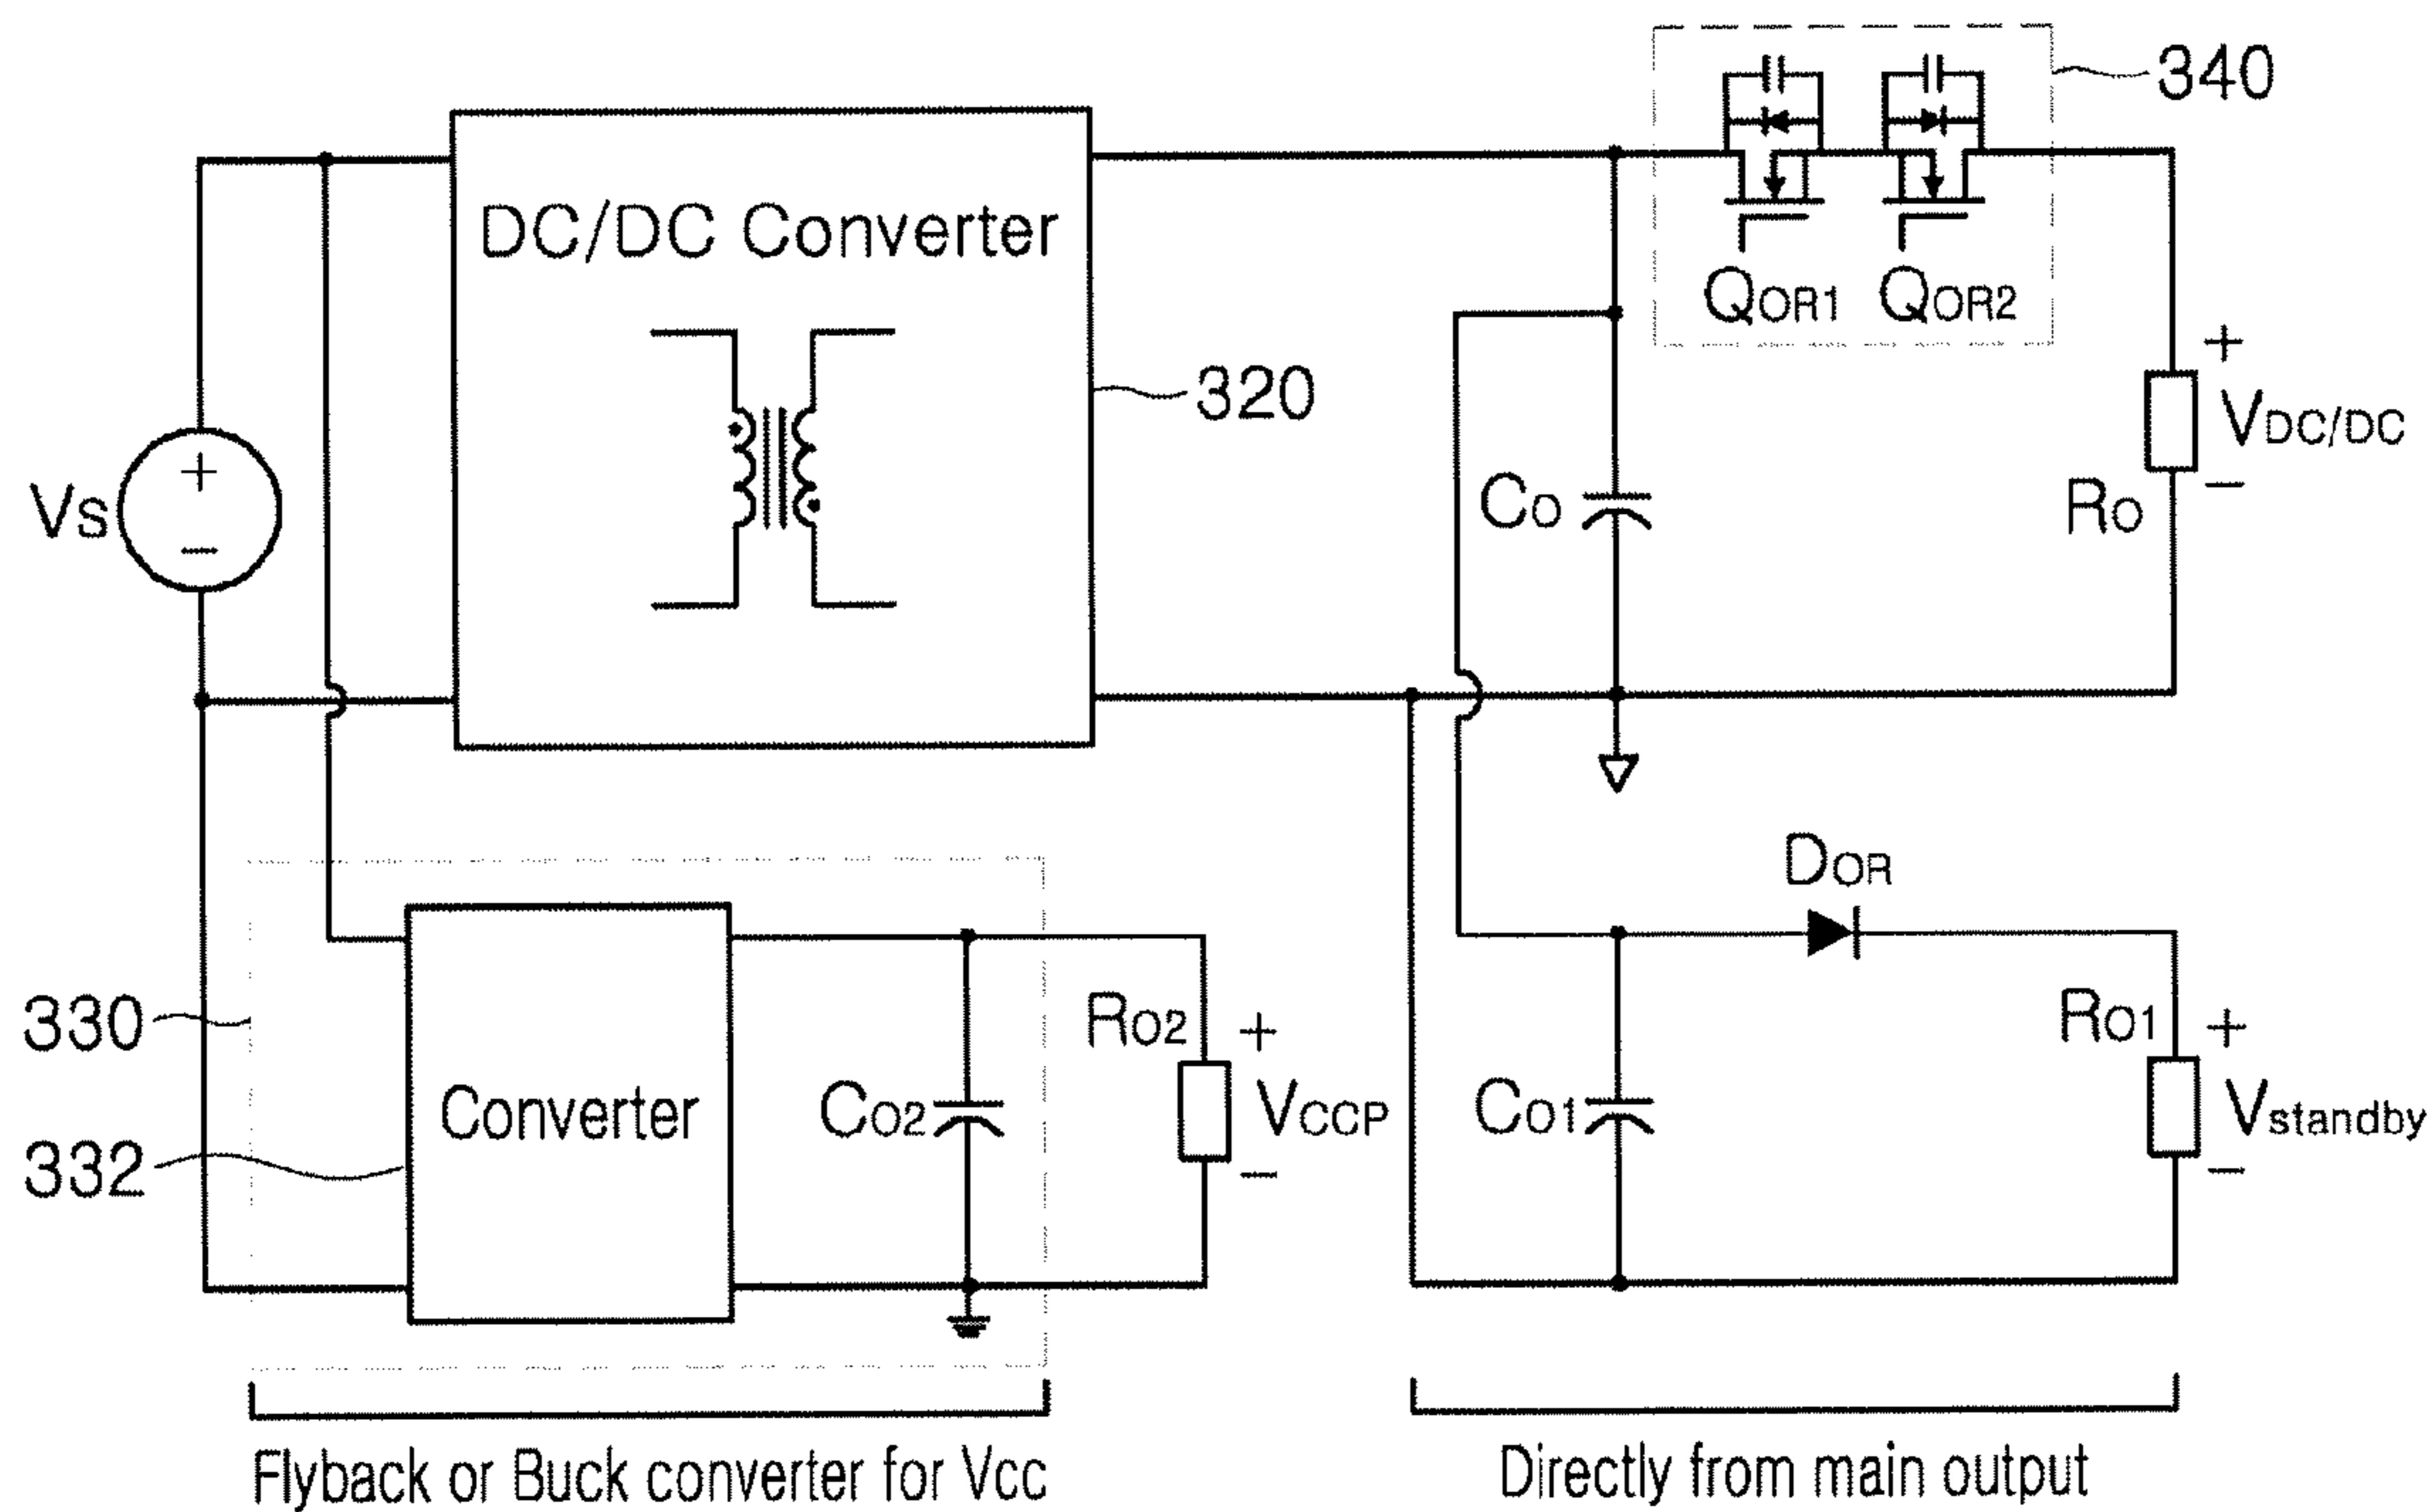 340
DC/DC Converter
QOR1 QOR2
320
+
VDC/DC
−
RO
CO
+
−
VS
DOR
330
332
Converter
CO2
RO2
+
VCCP
−
CO1
RO1
+
Vstandby
−
Flyback or Buck converter for Vcc
Directly from main output